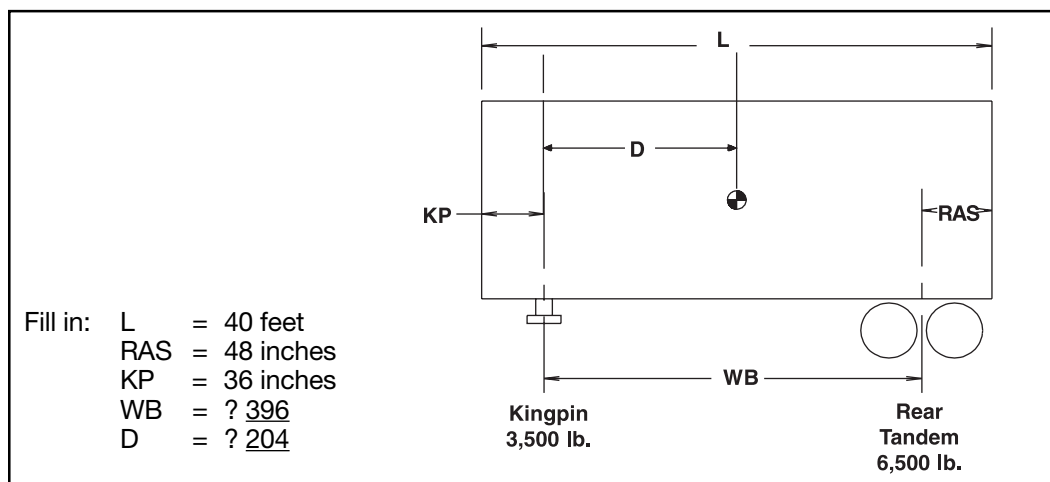 L
D
KP
RAS
Fill in: L = 40 feet
RAS = 48 inches
KP = 36 inches
WB = ? 396
D = ? 204
WB
Kingpin
3,500 lb.
Rear
Tandem
6,500 lb.